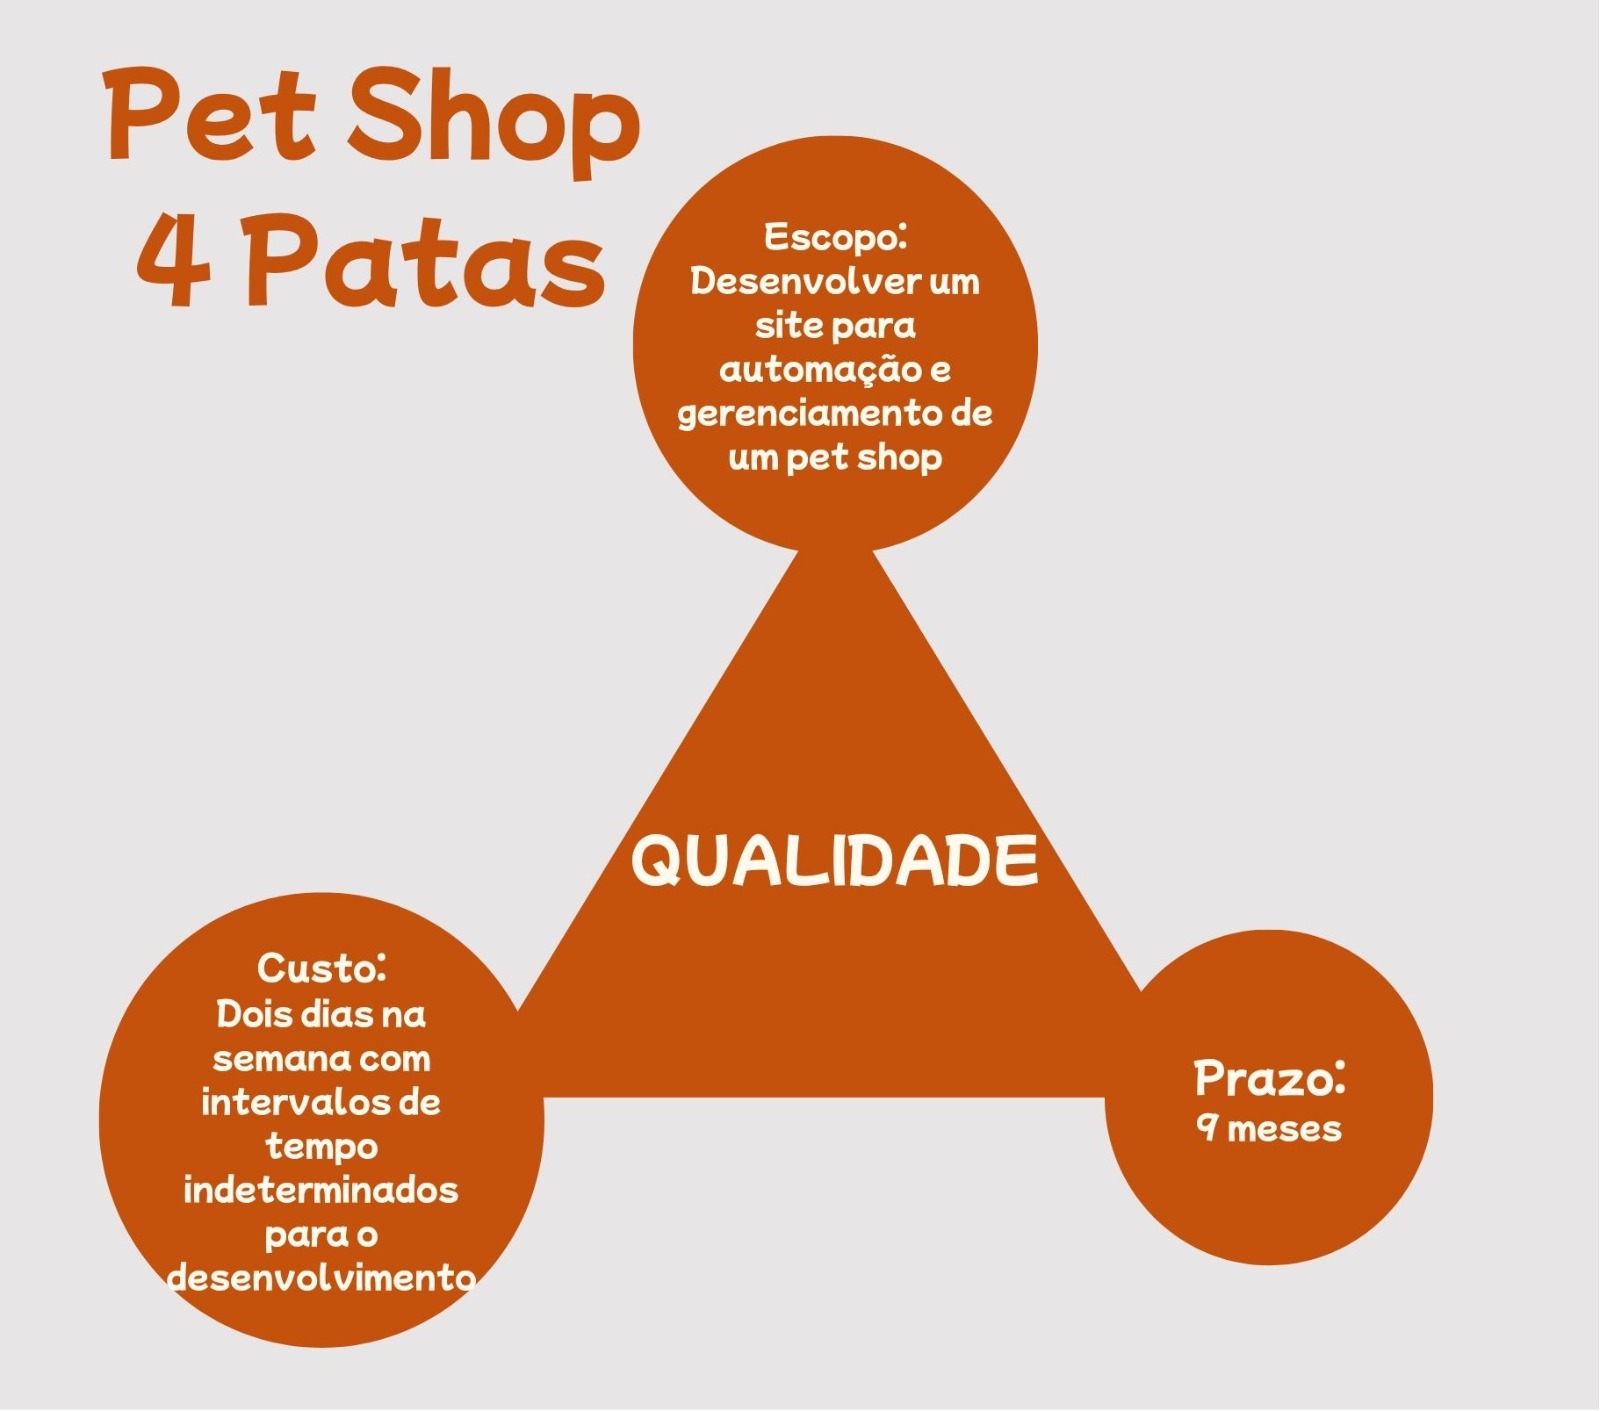 Pet Shop
4 Patas
Escopo:
Desenvolver um
site para
automação e
gerenciamento de
um pet shop
QUALIDADE
Custo:
Dois dias na
semana com
intervalos de
tempo
indeterminados
para o
desenvolvimento
Prazo:
9 meses